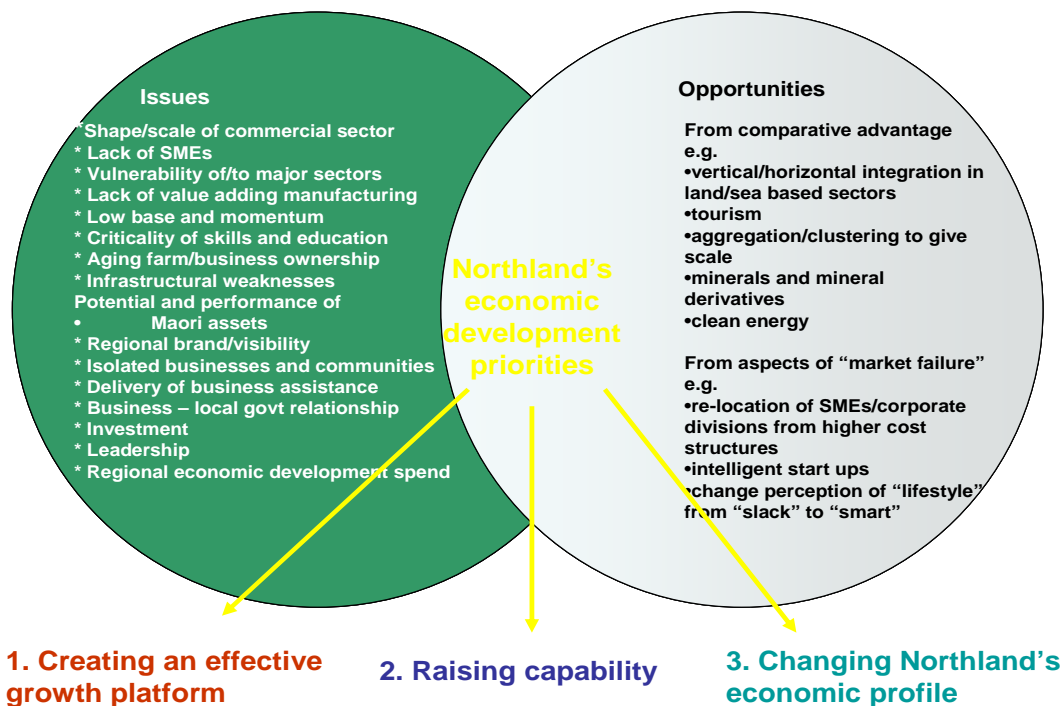 Issues
*Shape/scale of commercial sector
* Lack of SMEs
* Vulnerability of/to major sectors
* Lack of value adding manufacturing
* Low base and momentum
* Criticality of skills and education
* Aging farm/business ownership
* Infrastructural weaknesses
Potential and performance of
• Maori assets
* Regional brand/visibility
* Isolated businesses and communities
* Delivery of business assistance
* Business – local govt relationship
* Investment
* Leadership
* Regional economic development spend
Northland’s
economic
development
priorities
Opportunities
From comparative advantage
e.g.
•vertical/horizontal integration in
land/sea based sectors
•tourism
•aggregation/clustering to give
scale
•minerals and mineral
derivatives
•clean energy
From aspects of “market failure”
e.g.
•re-location of SMEs/corporate
divisions from higher cost
structures
•intelligent start ups
•change perception of “lifestyle”
from “slack” to “smart”
1. Creating an effective
growth platform
2. Raising capability
3. Changing Northland’s
economic profile